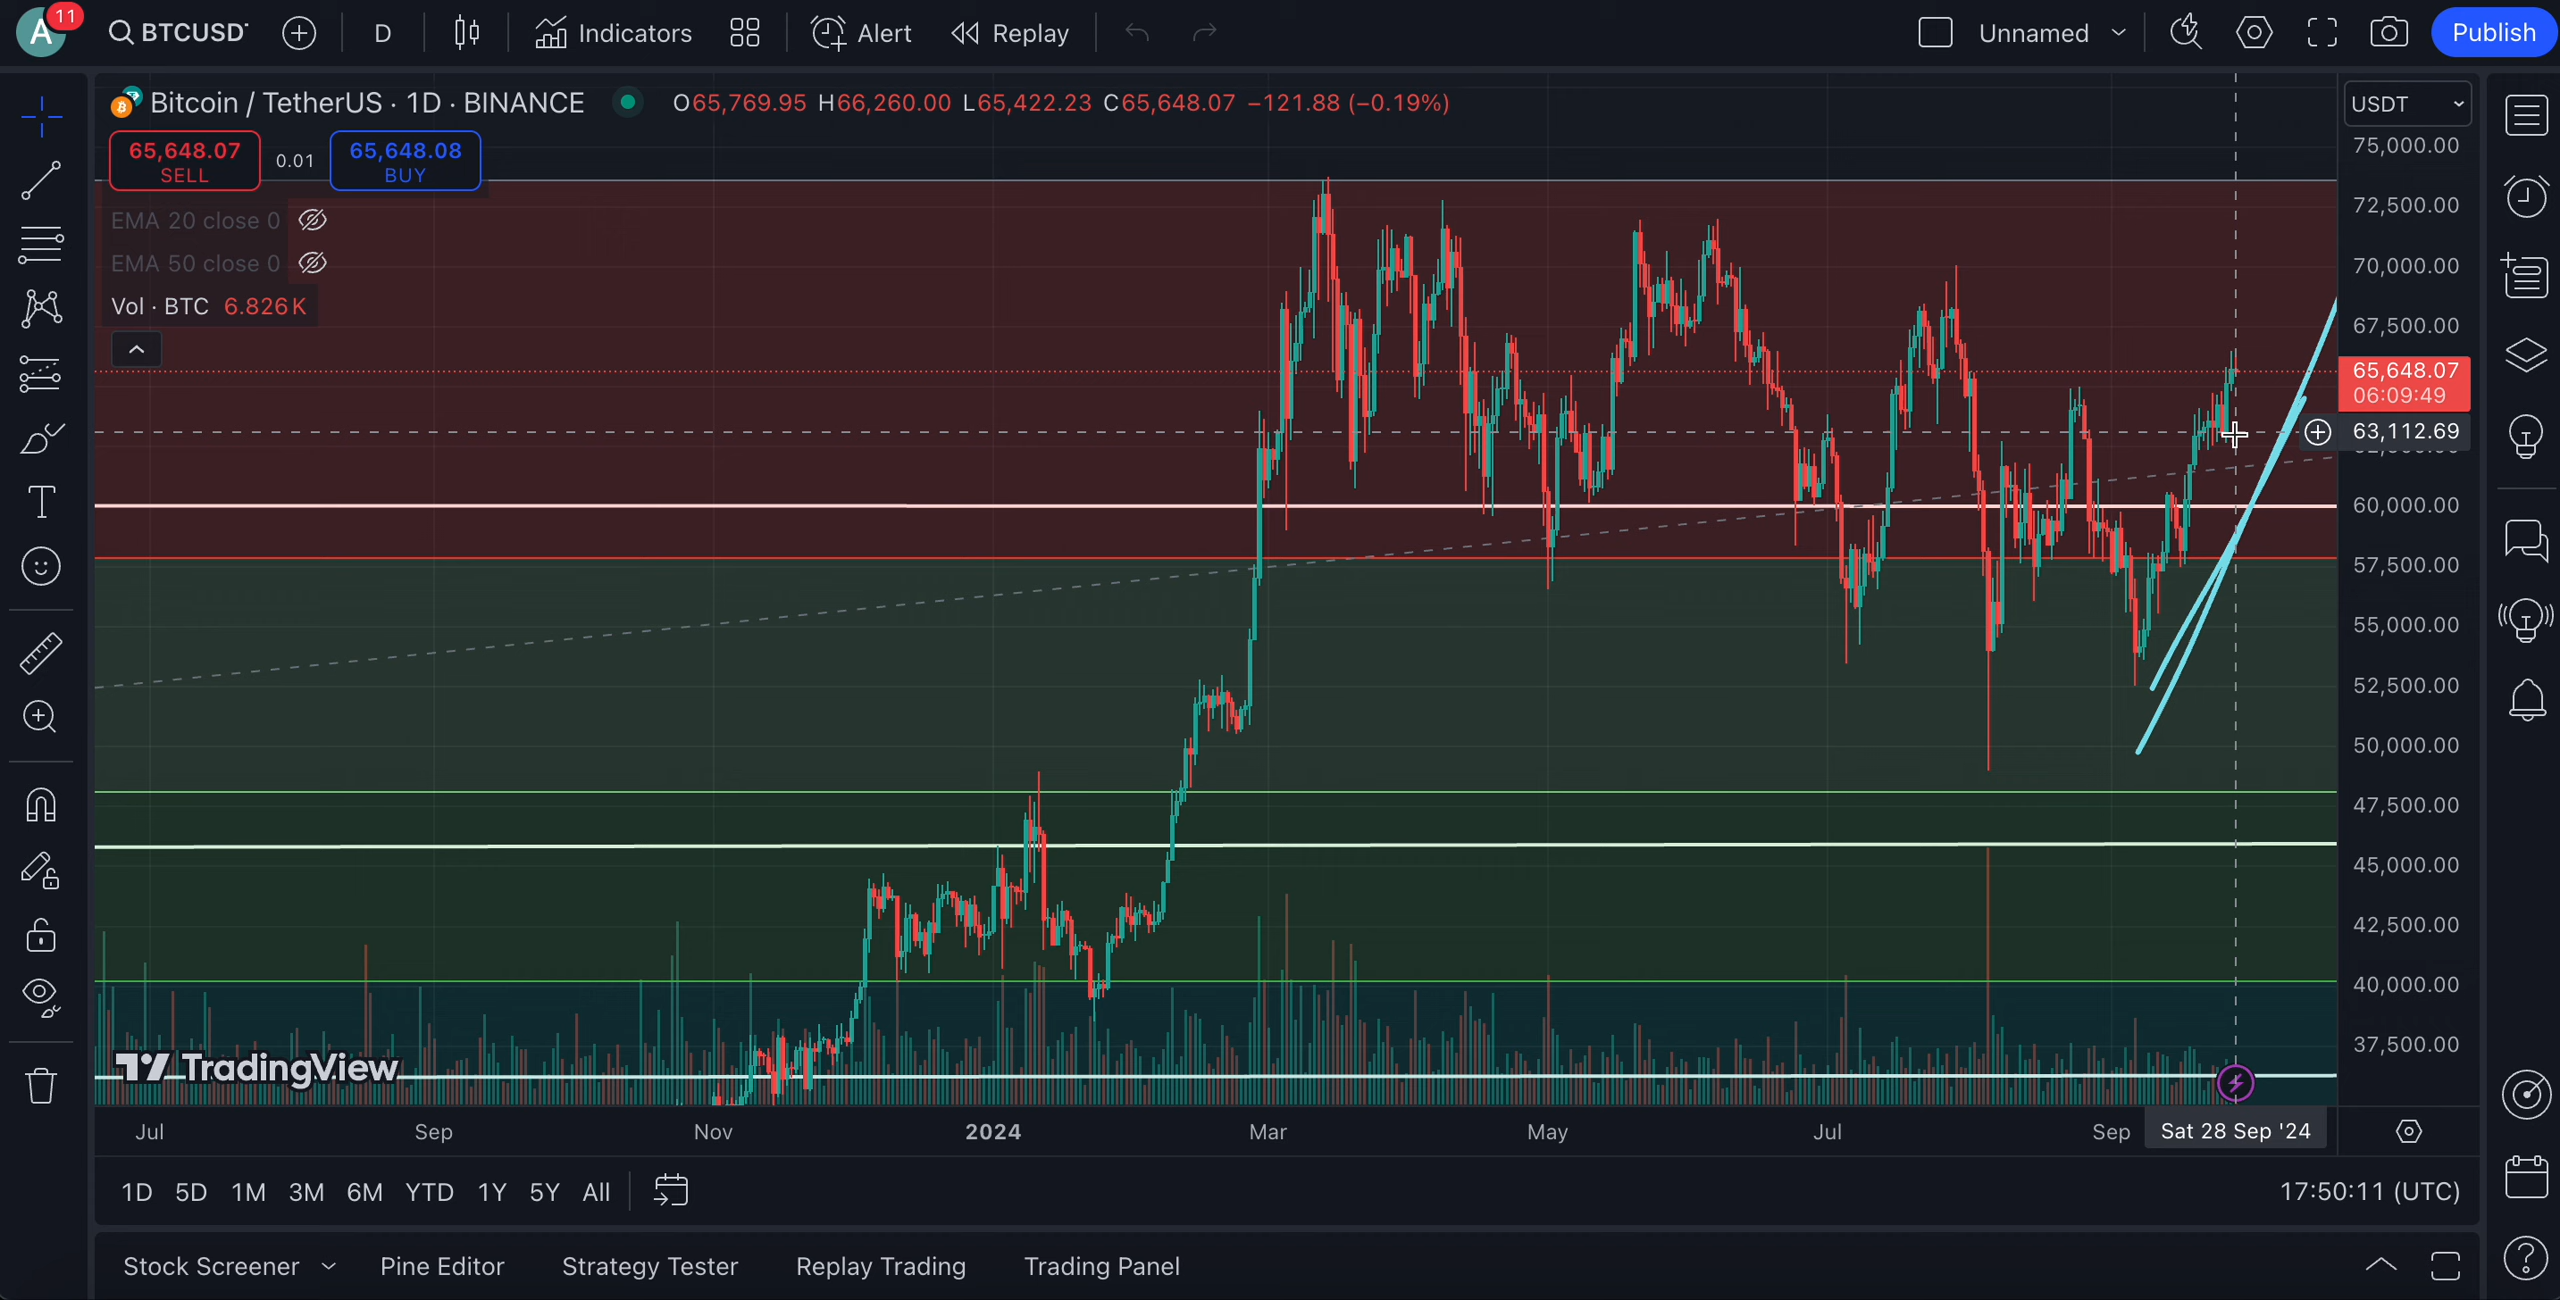 A 11 BTCUSD D Indicators Alert Replay Unnamed Publish
Bitcoin / TetherUS · 1D · BINANCE O65,769.95 H66,260.00 L65,422.23 C65,648.07 −121.88 (−0.19%)
USDT
65,648.07 SELL
0.01
65,648.08 BUY
EMA 20 close 0
EMA 50 close 0
Vol · BTC 6.826K
75,000.00
72,500.00
70,000.00
67,500.00
65,648.07
06:09:49
63,112.69
60,000.00
57,500.00
55,000.00
52,500.00
50,000.00
47,500.00
45,000.00
42,500.00
40,000.00
37,500.00
TradingView
Jul Sep Nov 2024 Mar May Jul Sep Sat 28 Sep '24
1D 5D 1M 3M 6M YTD 1Y 5Y All 17:50:11 (UTC)
Stock Screener Pine Editor Strategy Tester Replay Trading Trading Panel